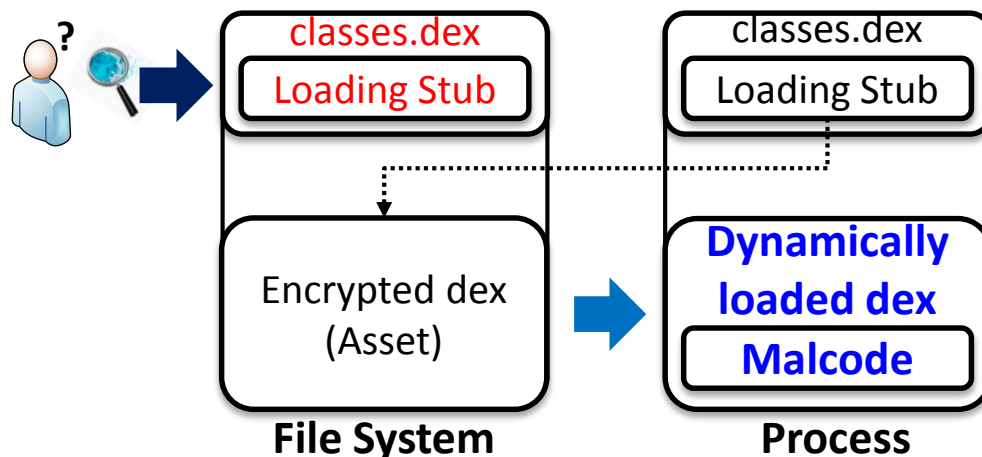 ?
classes.dex
Loading Stub
Encrypted dex
(Asset)
File System
classes.dex
Loading Stub
Dynamically
loaded dex
Malcode
Process